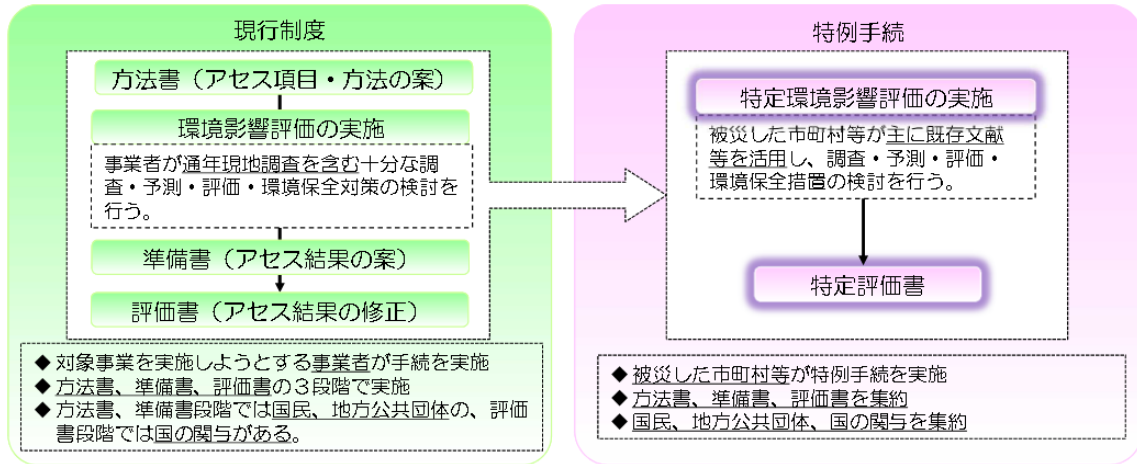 現行制度
方法書（アセス項目・方法の案）
環境影響評価の実施
事業者が通年現地調査を含む十分な調
査・予測・評価・環境保全対策の検討を
行う。
準備書（アセス結果の案）
評価書（アセス結果の修正）
◆対象事業を実施しようとする事業者が手続を実施
◆方法書、準備書、評価書の３段階で実施
◆方法書、準備書段階では国民、地方公共団体の、評価
書段階では国の関与がある。
特例手続
特定環境影響評価の実施
被災した市町村等が主に既存文献
等を活用し、調査・予測・評価・
環境保全措置の検討を行う。
特定評価書
◆被災した市町村等が特例手続を実施
◆方法書、準備書、評価書を集約
◆国民、地方公共団体、国の関与を集約